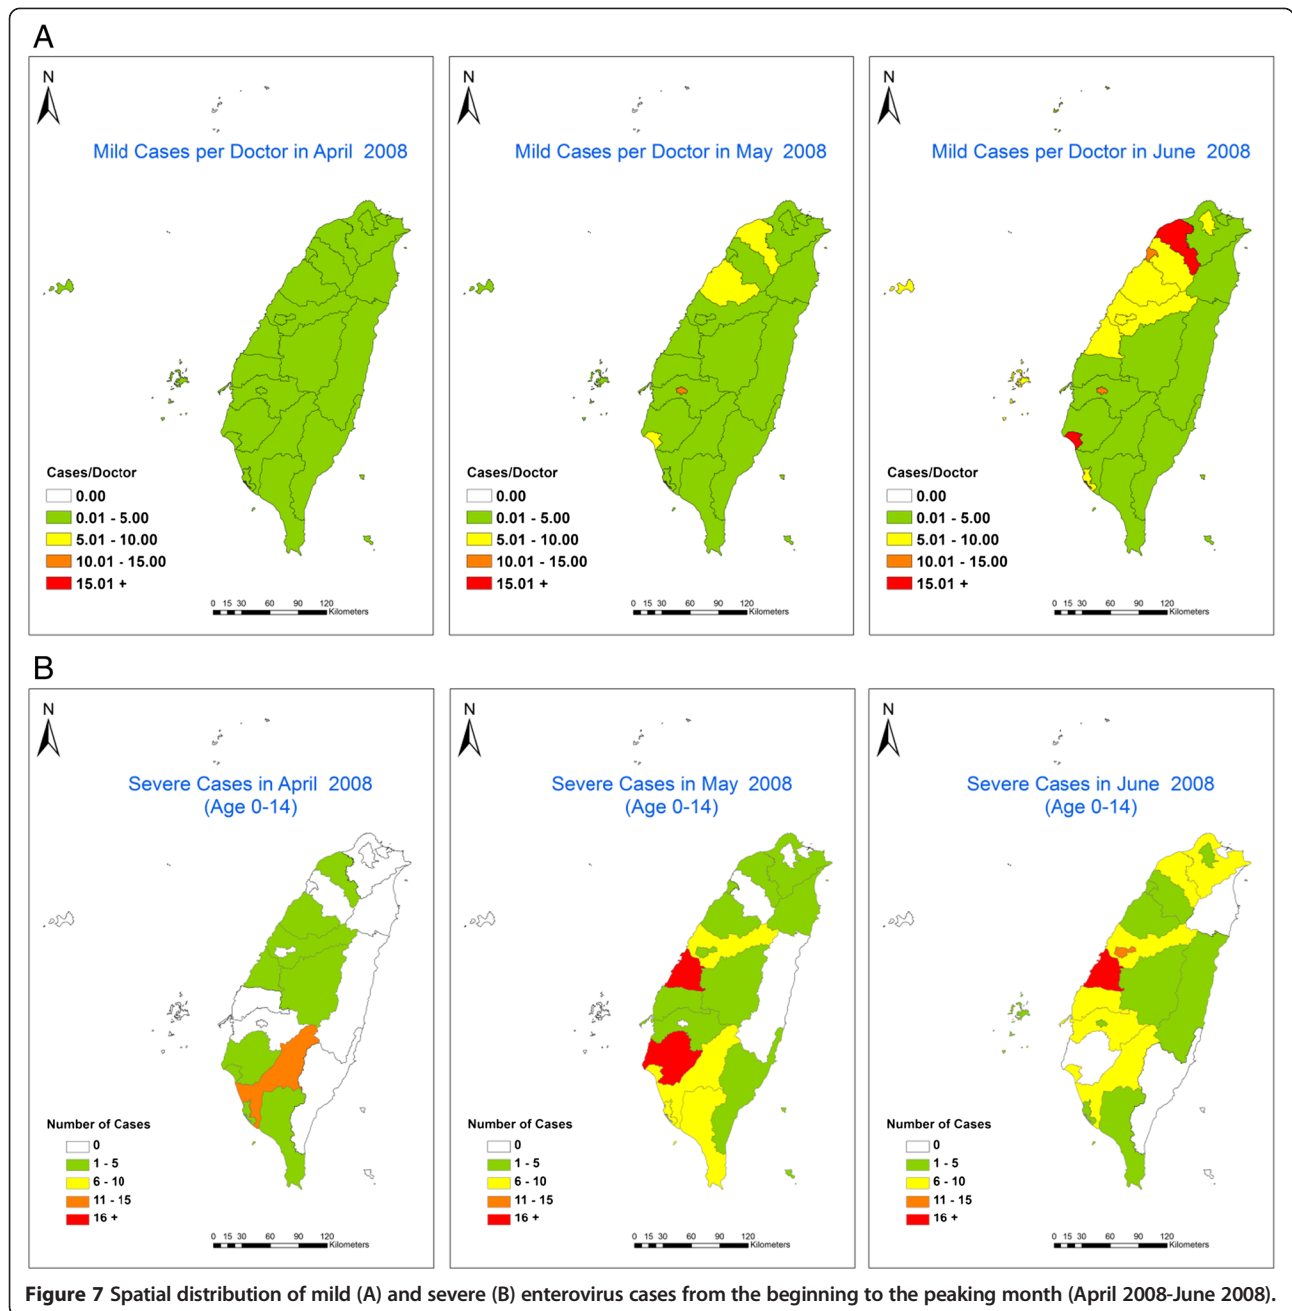 A
N
Mild Cases per Doctor in April 2008
Cases/Doctor
0.00
0.01 - 5.00
5.01 - 10.00
10.01 - 15.00
15.01 +
0 15 30 60 90 120
Kilometers
N
Mild Cases per Doctor in May 2008
Cases/Doctor
0.00
0.01 - 5.00
5.01 - 10.00
10.01 - 15.00
15.01 +
0 15 30 60 90 120
Kilometers
N
Mild Cases per Doctor in June 2008
Cases/Doctor
0.00
0.01 - 5.00
5.01 - 10.00
10.01 - 15.00
15.01 +
0 15 30 60 90 120
Kilometers
B
N
Severe Cases in April 2008
(Age 0-14)
Number of Cases
0
1 - 5
6 - 10
11 - 15
16 +
0 15 30 60 90 120
Kilometers
N
Severe Cases in May 2008
(Age 0-14)
Number of Cases
0
1 - 5
6 - 10
11 - 15
16 +
0 15 30 60 90 120
Kilometers
N
Severe Cases in June 2008
(Age 0-14)
Number of Cases
0
1 - 5
6 - 10
11 - 15
16 +
0 15 30 60 90 120
Kilometers
Figure 7 Spatial distribution of mild (A) and severe (B) enterovirus cases from the beginning to the peaking month (April 2008-June 2008).